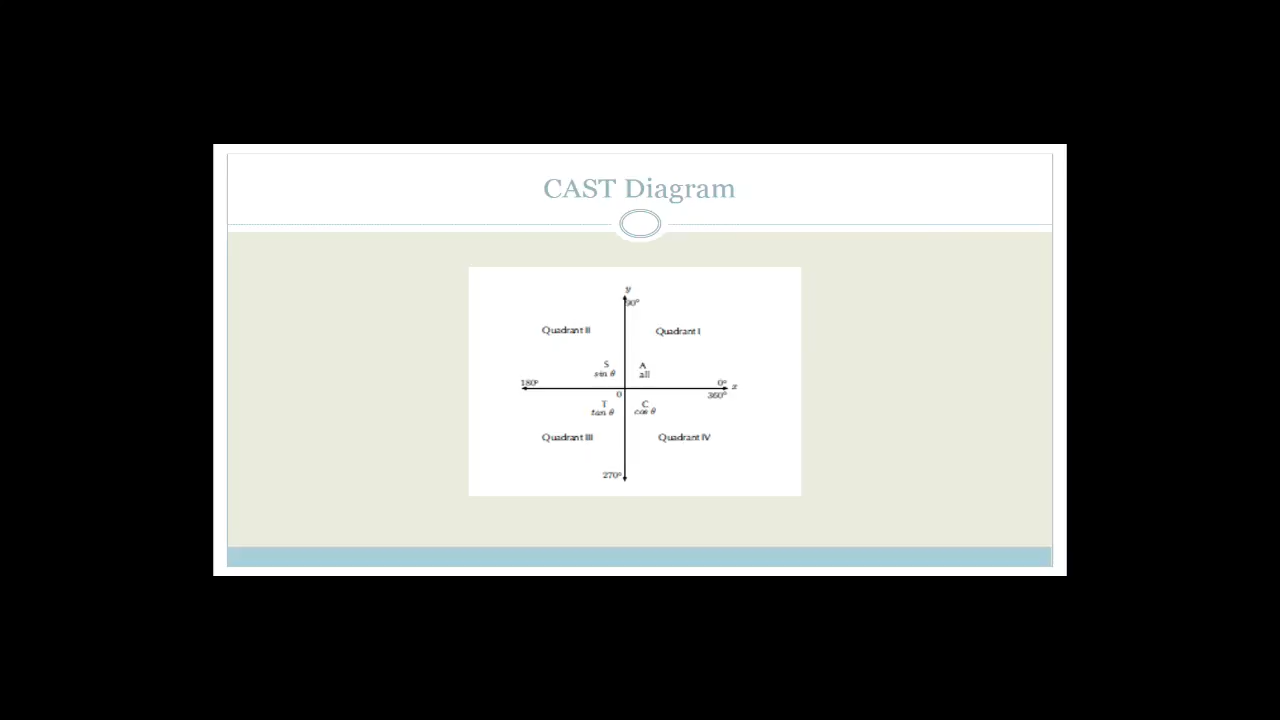 CAST Diagram
y
90°
Quadrant II
Quadrant I
S
A
sin θ
all
180°
0°
x
0
360°
T
C
tan θ
cos θ
Quadrant III
Quadrant IV
270°